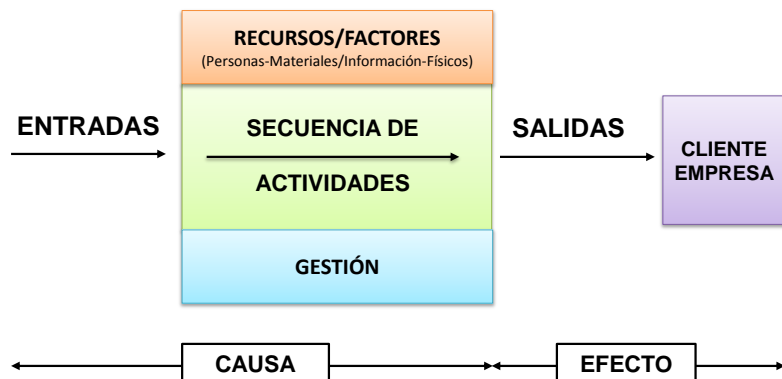 RECURSOS/FACTORES
(Personas-Materiales/Información-Físicos)
ENTRADAS
SECUENCIA DE
ACTIVIDADES
SALIDAS
CLIENTE
EMPRESA
GESTIÓN
CAUSA
EFECTO